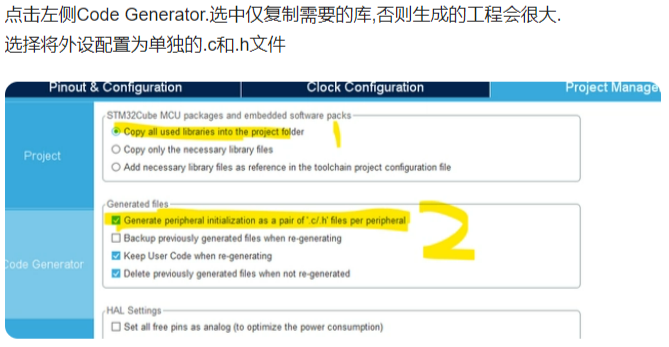 点击左侧Code Generator.选中仅复制需要的库,否则生成的工程会很大.
选择将外设配置为单独的.c和.h文件
Pinout & Configuration
Clock Configuration
Project Manage
STM32Cube MCU packages and embedded software packs
Copy all used libraries into the project folder
1
Copy only the necessary library files
Project
Add necessary library files as reference in the toolchain project configuration file
Generated files
Generate peripheral initialization as a pair of '.c/.h' files per peripheral
2
Backup previously generated files when re-generating
Keep User Code when re-generating
Code Generator
Delete previously generated files when not re-generated
HAL Settings
Set all free pins as analog (to optimize the power consumption)